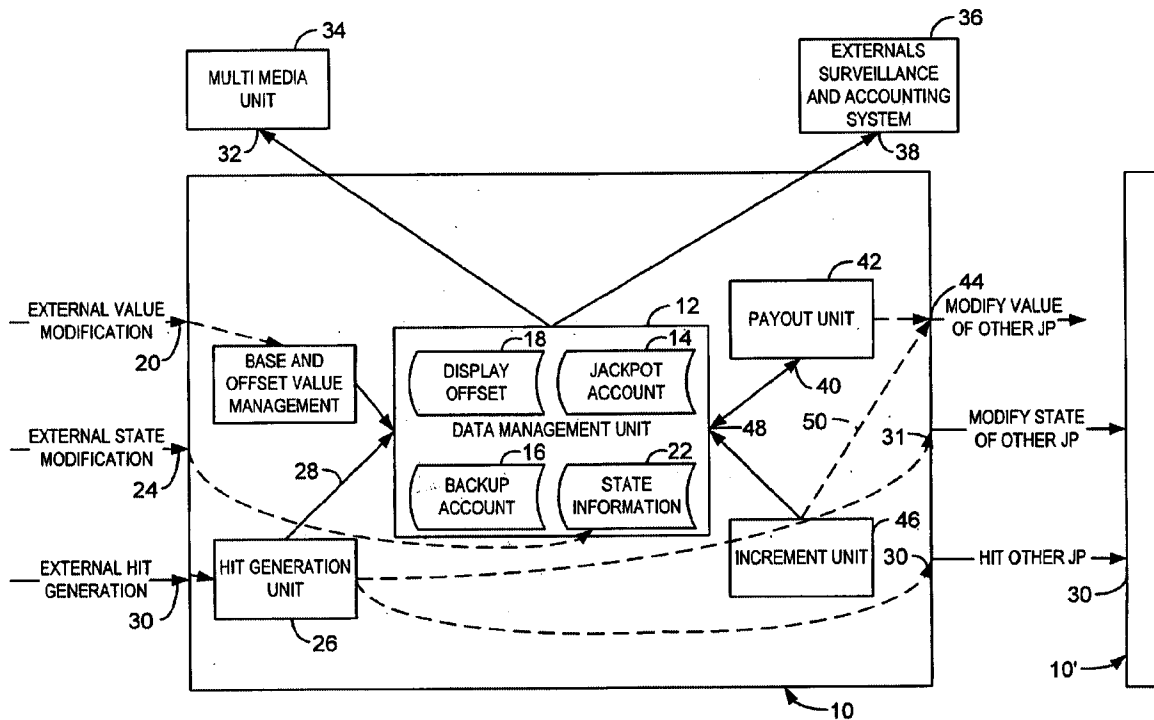 34
MULTI MEDIA
UNIT
32
36
EXTERNALS
SURVEILLANCE
AND ACCOUNTING
SYSTEM
38
EXTERNAL VALUE
MODIFICATION
20
BASE AND
OFFSET VALUE
MANAGEMENT
EXTERNAL STATE
MODIFICATION
24
28
EXTERNAL HIT
GENERATION
30
HIT GENERATION
UNIT
26
12
18
DISPLAY
OFFSET
14
JACKPOT
ACCOUNT
DATA MANAGEMENT UNIT
48
16
BACKUP
ACCOUNT
22
STATE
INFORMATION
42
PAYOUT UNIT
40
50
46
INCREMENT UNIT
44
MODIFY VALUE
OF OTHER JP
31
MODIFY STATE
OF OTHER JP
30
HIT OTHER JP
30
10'
10